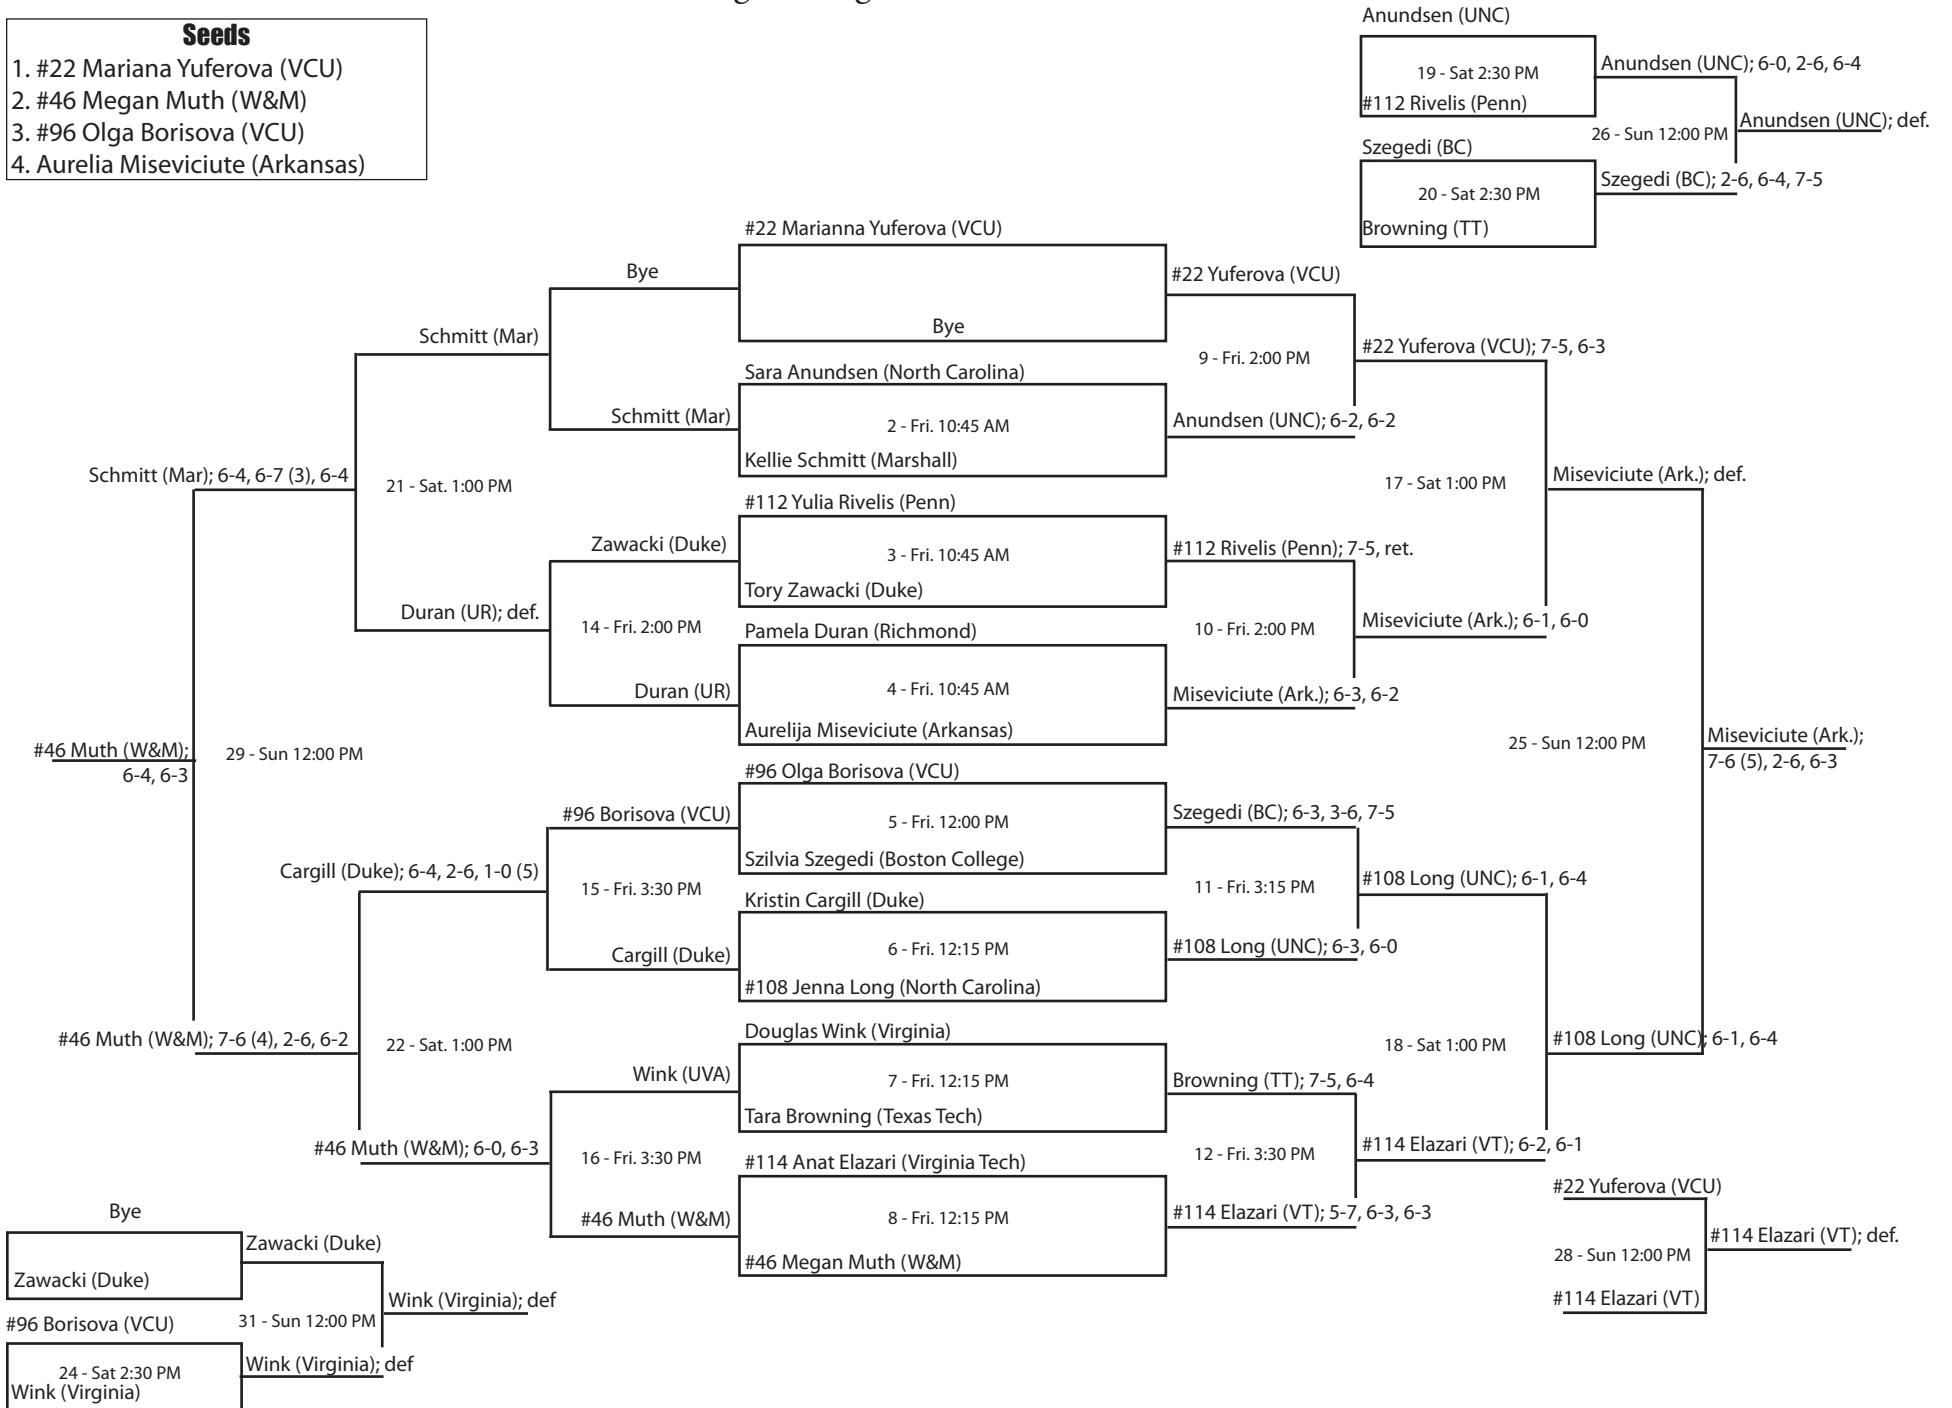 Seeds
1. #22 Mariana Yuferova (VCU)
2. #46 Megan Muth (W&M)
3. #96 Olga Borisova (VCU)
4. Aurelia Miseviciute (Arkansas)
Anundsen (UNC)
19 - Sat 2:30 PM
#112 Rivelis (Penn)
Anundsen (UNC); 6-0, 2-6, 6-4
26 - Sun 12:00 PM
Anundsen (UNC); def.
Szegedi (BC)
20 - Sat 2:30 PM
Browning (TT)
Szegedi (BC); 2-6, 6-4, 7-5
#22 Marianna Yuferova (VCU)
Bye
Bye
#22 Yuferova (VCU)
Schmitt (Mar)
9 - Fri. 2:00 PM
#22 Yuferova (VCU); 7-5, 6-3
Sara Anundsen (North Carolina)
Schmitt (Mar)
2 - Fri. 10:45 AM
Anundsen (UNC); 6-2, 6-2
Kellie Schmitt (Marshall)
Schmitt (Mar); 6-4, 6-7 (3), 6-4
21 - Sat. 1:00 PM
17 - Sat 1:00 PM
Miseviciute (Ark.); def.
#112 Yulia Rivelis (Penn)
Zawacki (Duke)
3 - Fri. 10:45 AM
#112 Rivelis (Penn); 7-5, ret.
Tory Zawacki (Duke)
Duran (UR); def.
14 - Fri. 2:00 PM
Pamela Duran (Richmond)
10 - Fri. 2:00 PM
Miseviciute (Ark.); 6-1, 6-0
Duran (UR)
4 - Fri. 10:45 AM
Miseviciute (Ark.); 6-3, 6-2
Aurelija Miseviciute (Arkansas)
#46 Muth (W&M);
6-4, 6-3
29 - Sun 12:00 PM
25 - Sun 12:00 PM
Miseviciute (Ark.);
7-6 (5), 2-6, 6-3
#96 Olga Borisova (VCU)
#96 Borisova (VCU)
5 - Fri. 12:00 PM
Szegedi (BC); 6-3, 3-6, 7-5
Szilvia Szegedi (Boston College)
Cargill (Duke); 6-4, 2-6, 1-0 (5)
15 - Fri. 3:30 PM
11 - Fri. 3:15 PM
#108 Long (UNC); 6-1, 6-4
Kristin Cargill (Duke)
Cargill (Duke)
6 - Fri. 12:15 PM
#108 Long (UNC); 6-3, 6-0
#108 Jenna Long (North Carolina)
#46 Muth (W&M); 7-6 (4), 2-6, 6-2
22 - Sat. 1:00 PM
Douglas Wink (Virginia)
18 - Sat 1:00 PM
#108 Long (UNC); 6-1, 6-4
Wink (UVA)
7 - Fri. 12:15 PM
Browning (TT); 7-5, 6-4
Tara Browning (Texas Tech)
#46 Muth (W&M); 6-0, 6-3
16 - Fri. 3:30 PM
#114 Anat Elazari (Virginia Tech)
12 - Fri. 3:30 PM
#114 Elazari (VT); 6-2, 6-1
#46 Muth (W&M)
8 - Fri. 12:15 PM
#114 Elazari (VT); 5-7, 6-3, 6-3
#46 Megan Muth (W&M)
#22 Yuferova (VCU)
28 - Sun 12:00 PM
#114 Elazari (VT); def.
#114 Elazari (VT)
Bye
Zawacki (Duke)
Zawacki (Duke)
#96 Borisova (VCU)
31 - Sun 12:00 PM
Wink (Virginia); def
24 - Sat 2:30 PM
Wink (Virginia)
Wink (Virginia); def